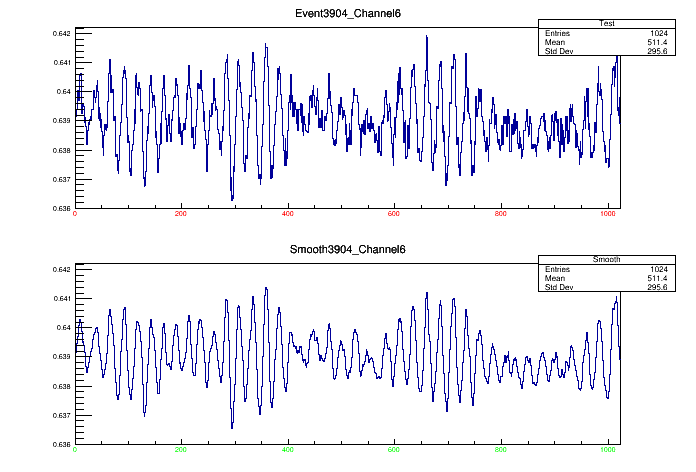 Event3904_Channel6
Test
Entries 1024
Mean 511.4
Std Dev 295.6
0.642
0.641
0.64
0.639
0.638
0.637
0.636
0 200 400 600 800 1000
Smooth3904_Channel6
Smooth
Entries 1024
Mean 511.4
Std Dev 295.6
0.642
0.641
0.64
0.639
0.638
0.637
0.636
0 200 400 600 800 1000